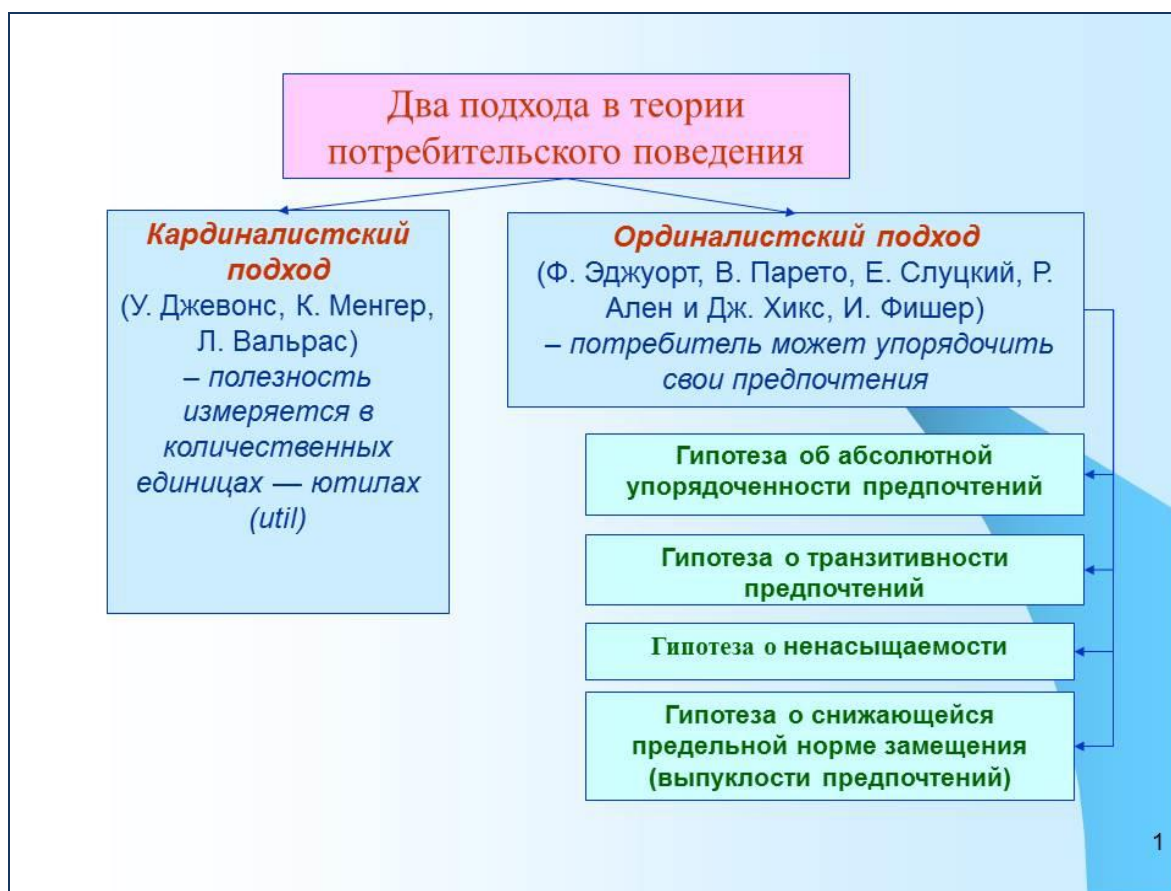 Два подхода в теории
потребительского поведения
Кардиналистский
подход
(У. Джевонс, К. Менгер,
Л. Вальрас)
– полезность
измеряется в
количественных
единицах — ютилах
(util)
Ординалистский подход
(Ф. Эджуорт, В. Парето, Е. Слуцкий, Р.
Ален и Дж. Хикс, И. Фишер)
– потребитель может упорядочить
свои предпочтения
Гипотеза об абсолютной
упорядоченности предпочтений
Гипотеза о транзитивности
предпочтений
Гипотеза о ненасыщаемости
Гипотеза о снижающейся
предельной норме замещения
(выпуклости предпочтений)
1